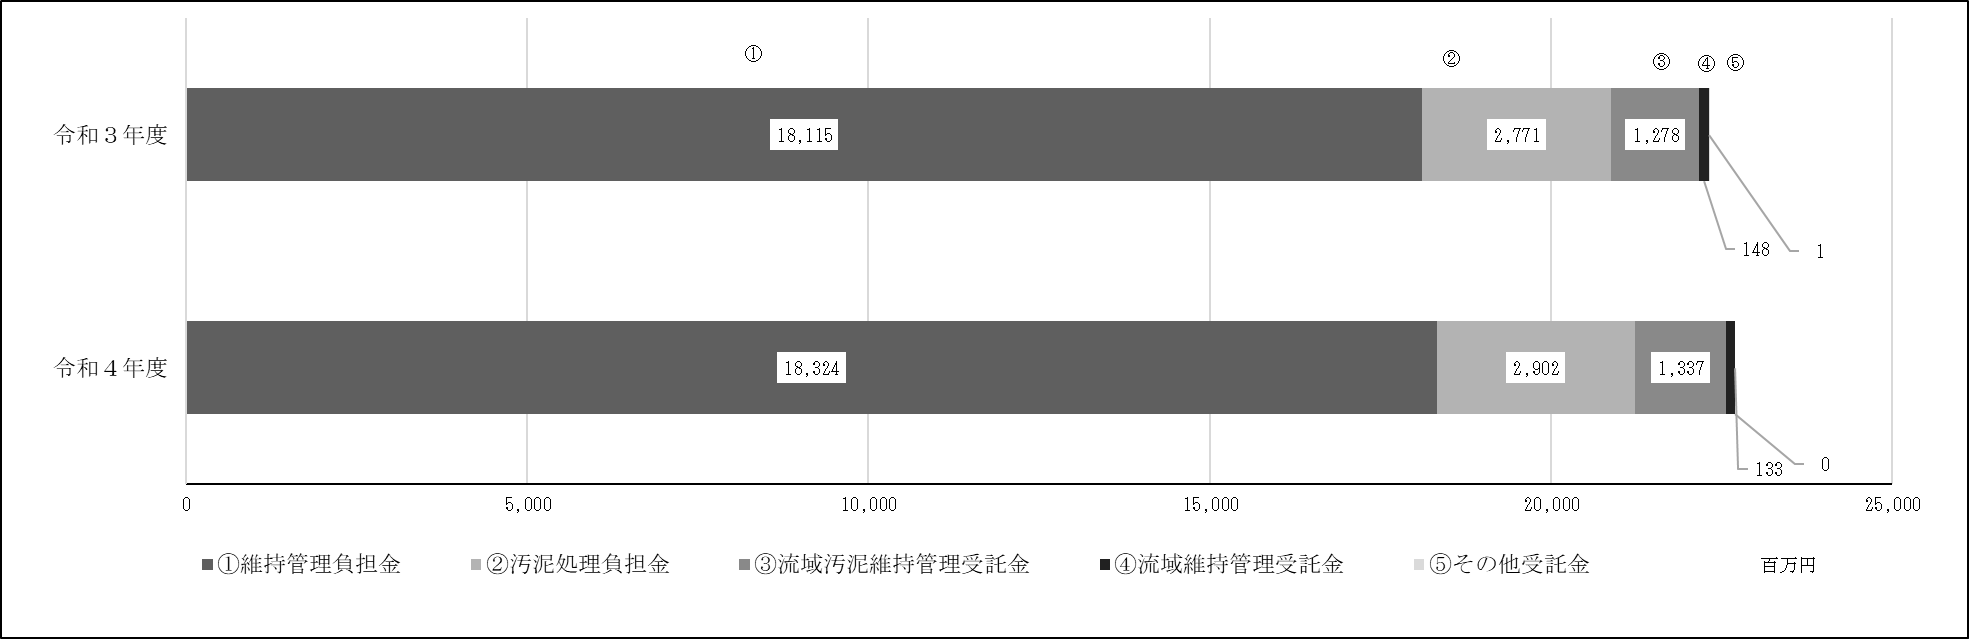 ① ② ③ ④ ⑤
令和３年度 18,115 2,771 1,278
148 1
令和４年度 18,324 2,902 1,337
133 0
0 5,000 10,000 15,000 20,000 25,000
①維持管理負担金 ②汚泥処理負担金 ③流域汚泥維持管理受託金 ④流域維持管理受託金 ⑤その他受託金 百万円